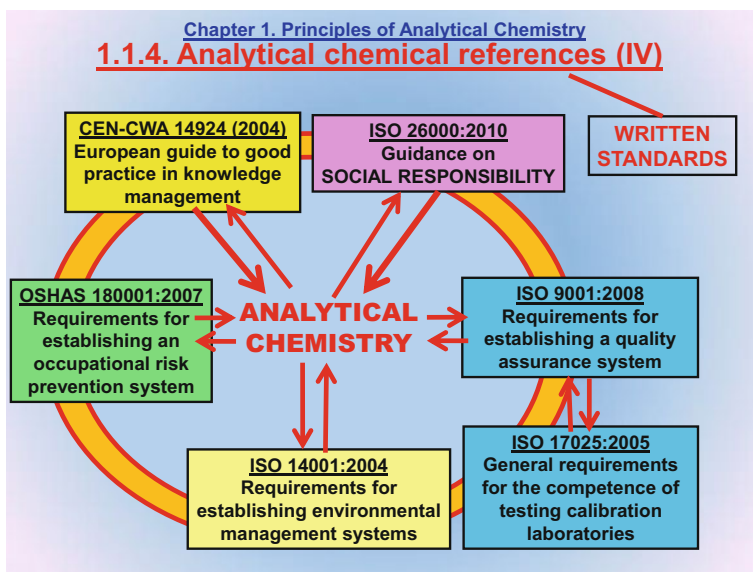 Chapter 1. Principles of Analytical Chemistry
1.1.4. Analytical chemical references (IV)
WRITTEN
STANDARDS
CEN-CWA 14924 (2004)
European guide to good
practice in knowledge
management
ISO 26000:2010
Guidance on
SOCIAL RESPONSIBILITY
OSHAS 180001:2007
Requirements for
establishing an
occupational risk
prevention system
ANALYTICAL
CHEMISTRY
ISO 9001:2008
Requirements for
establishing a quality
assurance system
ISO 14001:2004
Requirements for
establishing environmental
management systems
ISO 17025:2005
General requirements
for the competence of
testing calibration
laboratories